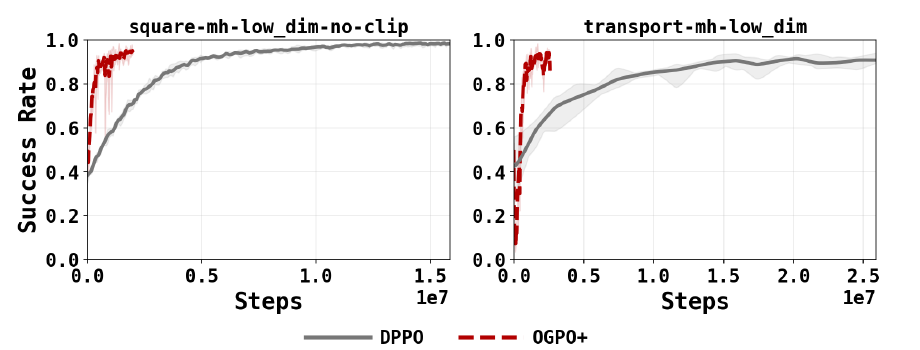 square-mh-low_dim-no-clip
transport-mh-low_dim
Success Rate
1.0
0.8
0.6
0.4
0.2
0.0
0.0 0.5 1.0 1.5
1e7
Steps
1.0
0.8
0.6
0.4
0.2
0.0
0.0 0.5 1.0 1.5 2.0 2.5
1e7
Steps
DPPO OGPO+